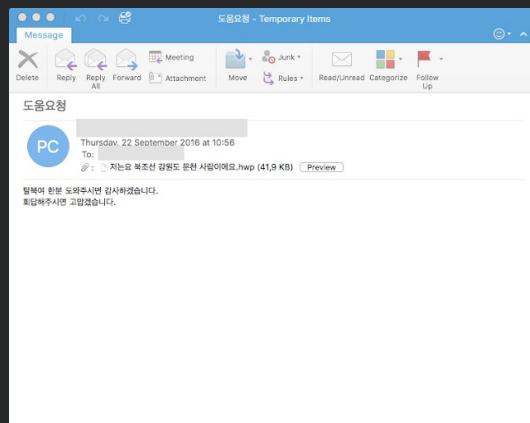 도움요청 - Temporary Items
Message
Delete
Reply
Reply All
Forward
Meeting
Attachment
Move
Junk
Rules
Read/Unread
Categorize
Follow Up
도움요청
PC
Thursday, 22 September 2016 at 10:56
To:
저는요 북조선 강원도 문천 사람이에요.hwp (41,9 KB) Preview
탈북여 한분 도와주시면 감사하겠습니다.
회답해주시면 고맙겠습니다.